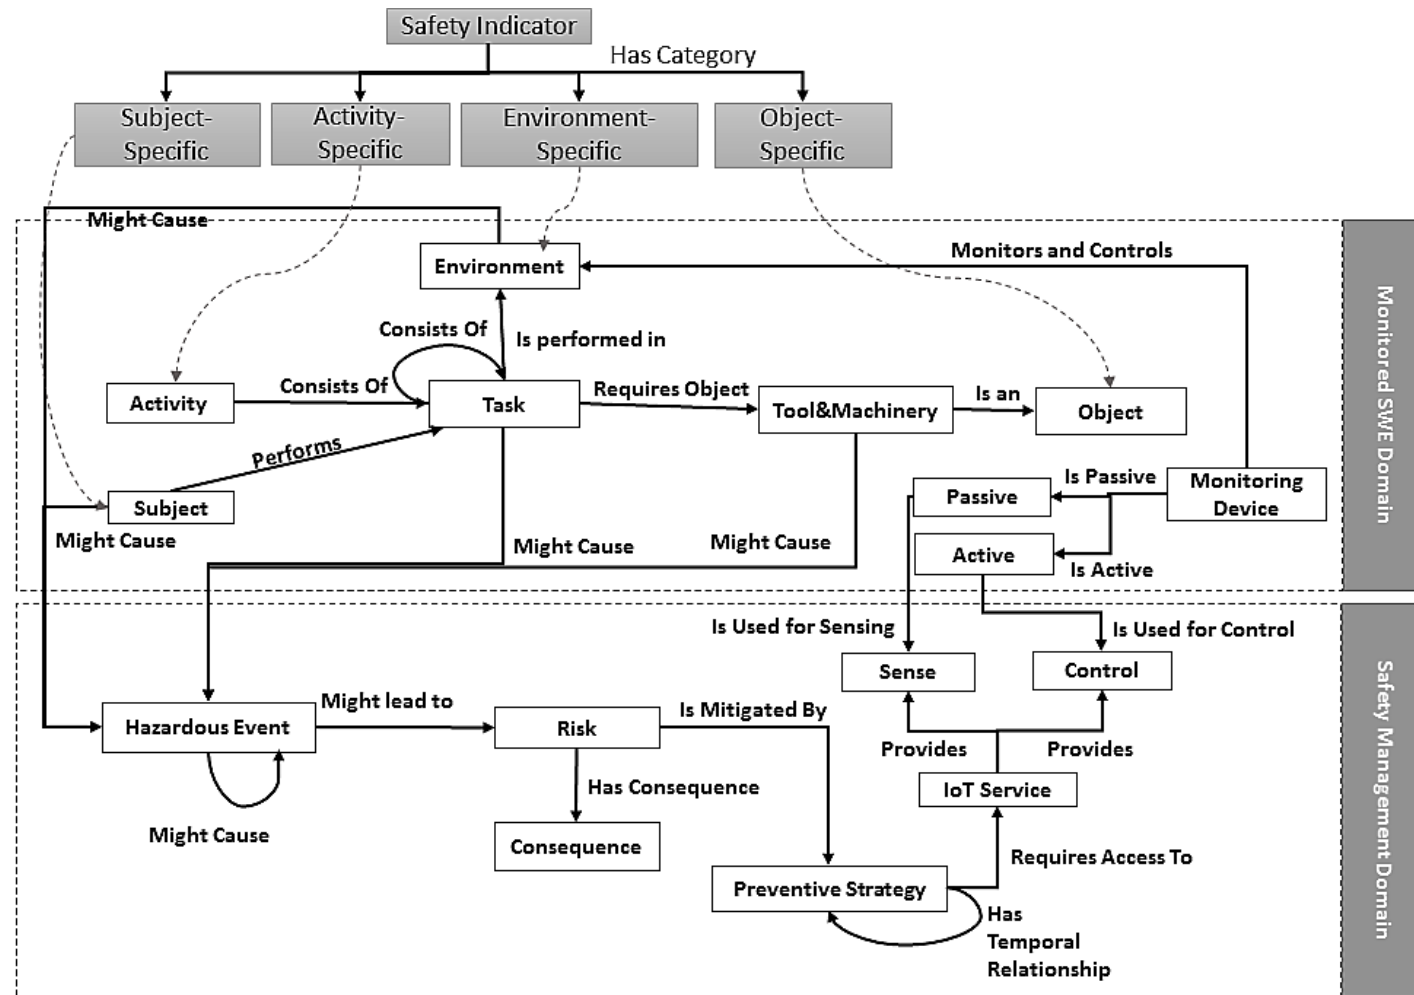 Safety Indicator
Has Category
Subject-
Specific
Activity-
Specific
Environment-
Specific
Object-
Specific
Might Cause
Environment
Monitors and Controls
Consists Of
Is performed in
Activity
Consists Of
Task
Requires Object
Tool&Machinery
Is an
Object
Performs
Subject
Might Cause
Might Cause
Might Cause
Passive
Is Passive
Monitoring
Device
Active
Is Active
Monitored SWE Domain
Is Used for Sensing
Is Used for Control
Sense
Control
Hazardous Event
Might lead to
Risk
Is Mitigated By
Provides
Provides
Has Consequence
IoT Service
Might Cause
Consequence
Requires Access To
Preventive Strategy
Has
Temporal
Relationship
Safety Management Domain